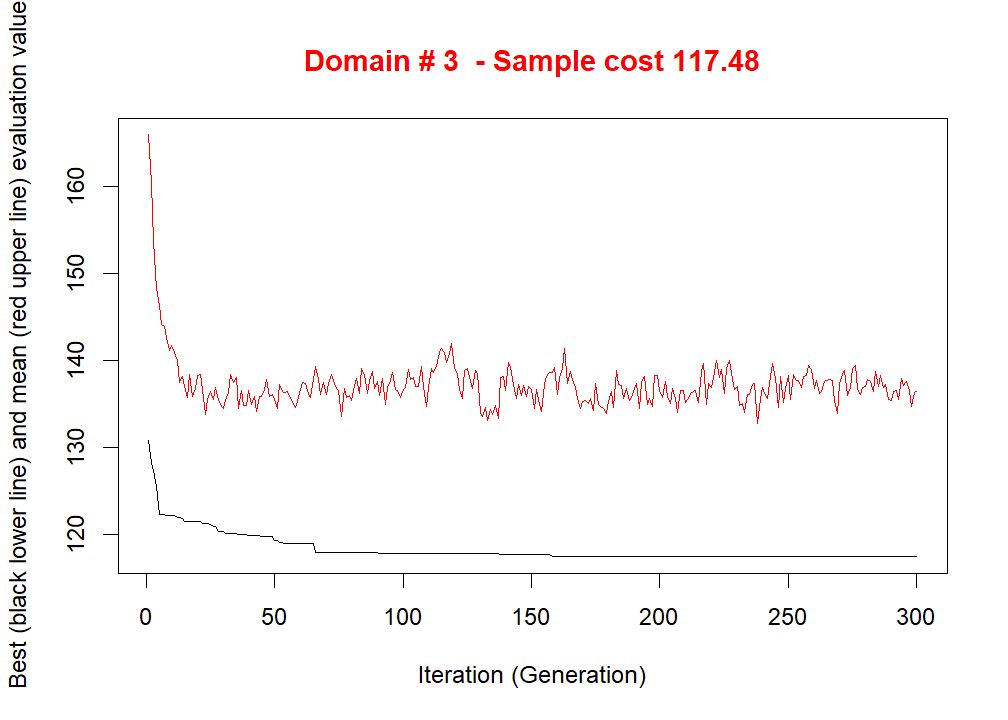 Domain # 3  - Sample cost 117.48
Best (black lower line) and mean (red upper line) evaluation value
160
150
140
130
120
0 50 100 150 200 250 300
Iteration (Generation)